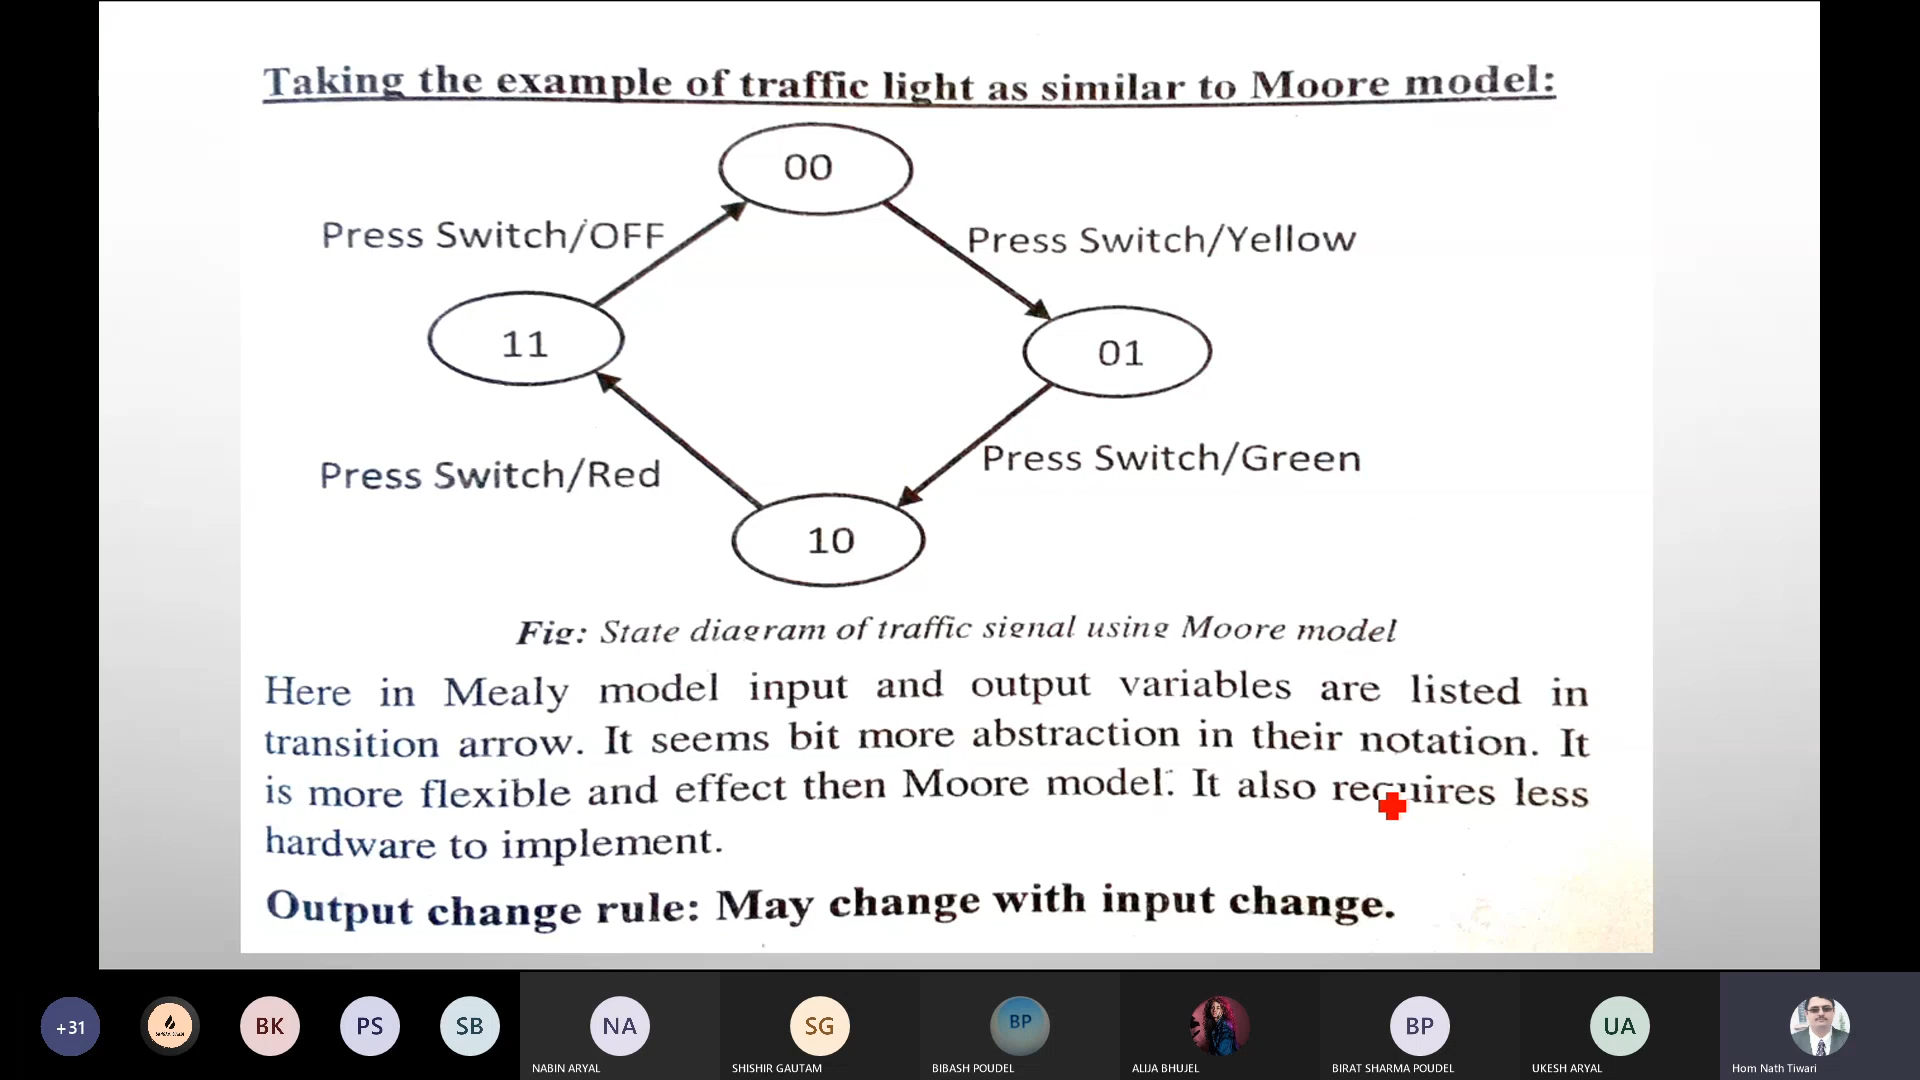 Taking the example of traffic light as similar to Moore model:
00
Press Switch/OFF
Press Switch/Yellow
11
01
Press Switch/Red
Press Switch/Green
10
Fig: State diagram of traffic signal using Moore model
Here in Mealy model input and output variables are listed in
transition arrow. It seems bit more abstraction in their notation. It
is more flexible and effect then Moore model. It also requires less
hardware to implement.
Output change rule: May change with input change.
+31
BK
PS
SB
NA
SG
BP
BP
UA
NABIN ARYAL
SHISHIR GAUTAM
BIBASH POUDEL
ALIJA BHUJEL
BIRAT SHARMA POUDEL
UKESH ARYAL
Hom Nath Tiwari